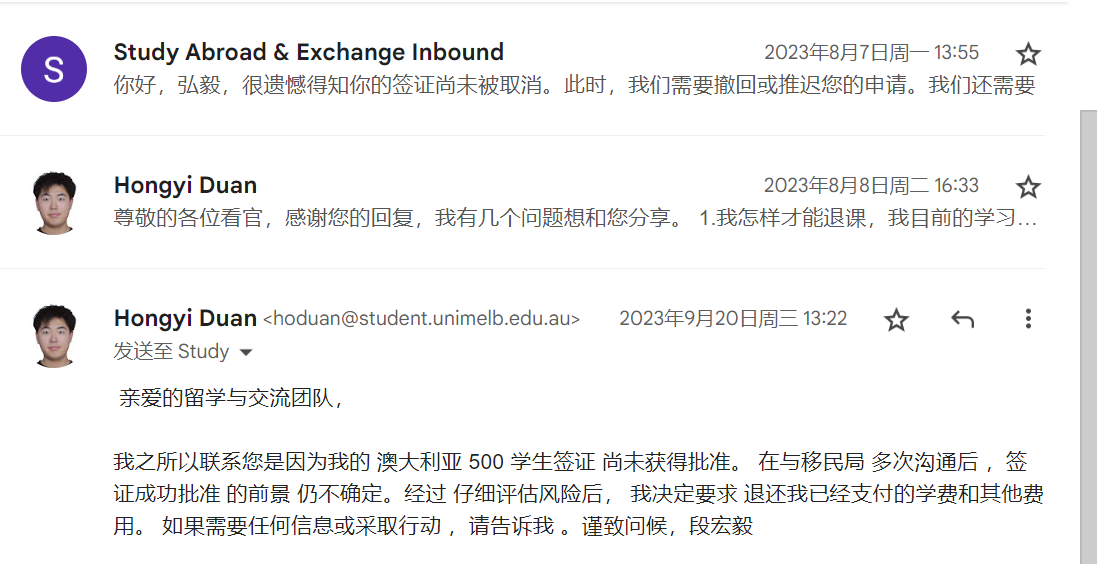 S
Study Abroad & Exchange Inbound
2023年8月7日周一 13:55
你好，弘毅，很遗憾得知你的签证尚未被取消。此时，我们需要撤回或推迟您的申请。我们还需要
Hongyi Duan
2023年8月8日周二 16:33
尊敬的各位看官，感谢您的回复，我有几个问题想和您分享。 1.我怎样才能退课，我目前的学习…
Hongyi Duan <hoduan@student.unimelb.edu.au>
2023年9月20日周三 13:22
发送至 Study
亲爱的留学与交流团队，
我之所以联系您是因为我的 澳大利亚 500 学生签证 尚未获得批准。 在与移民局 多次沟通后 ，签
证成功批准 的前景 仍不确定。经过 仔细评估风险后， 我决定要求 退还我已经支付的学费和其他费
用。 如果需要任何信息或采取行动 ，请告诉我 。谨致问候，段宏毅